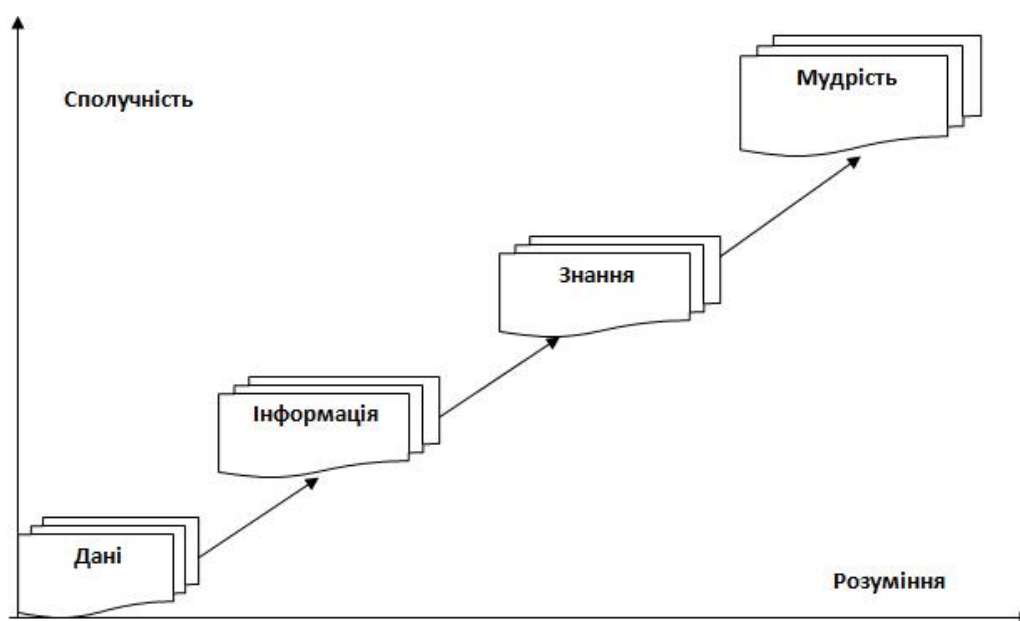 Мудрість
Сполучність
Знання
Інформація
Дані
Розуміння